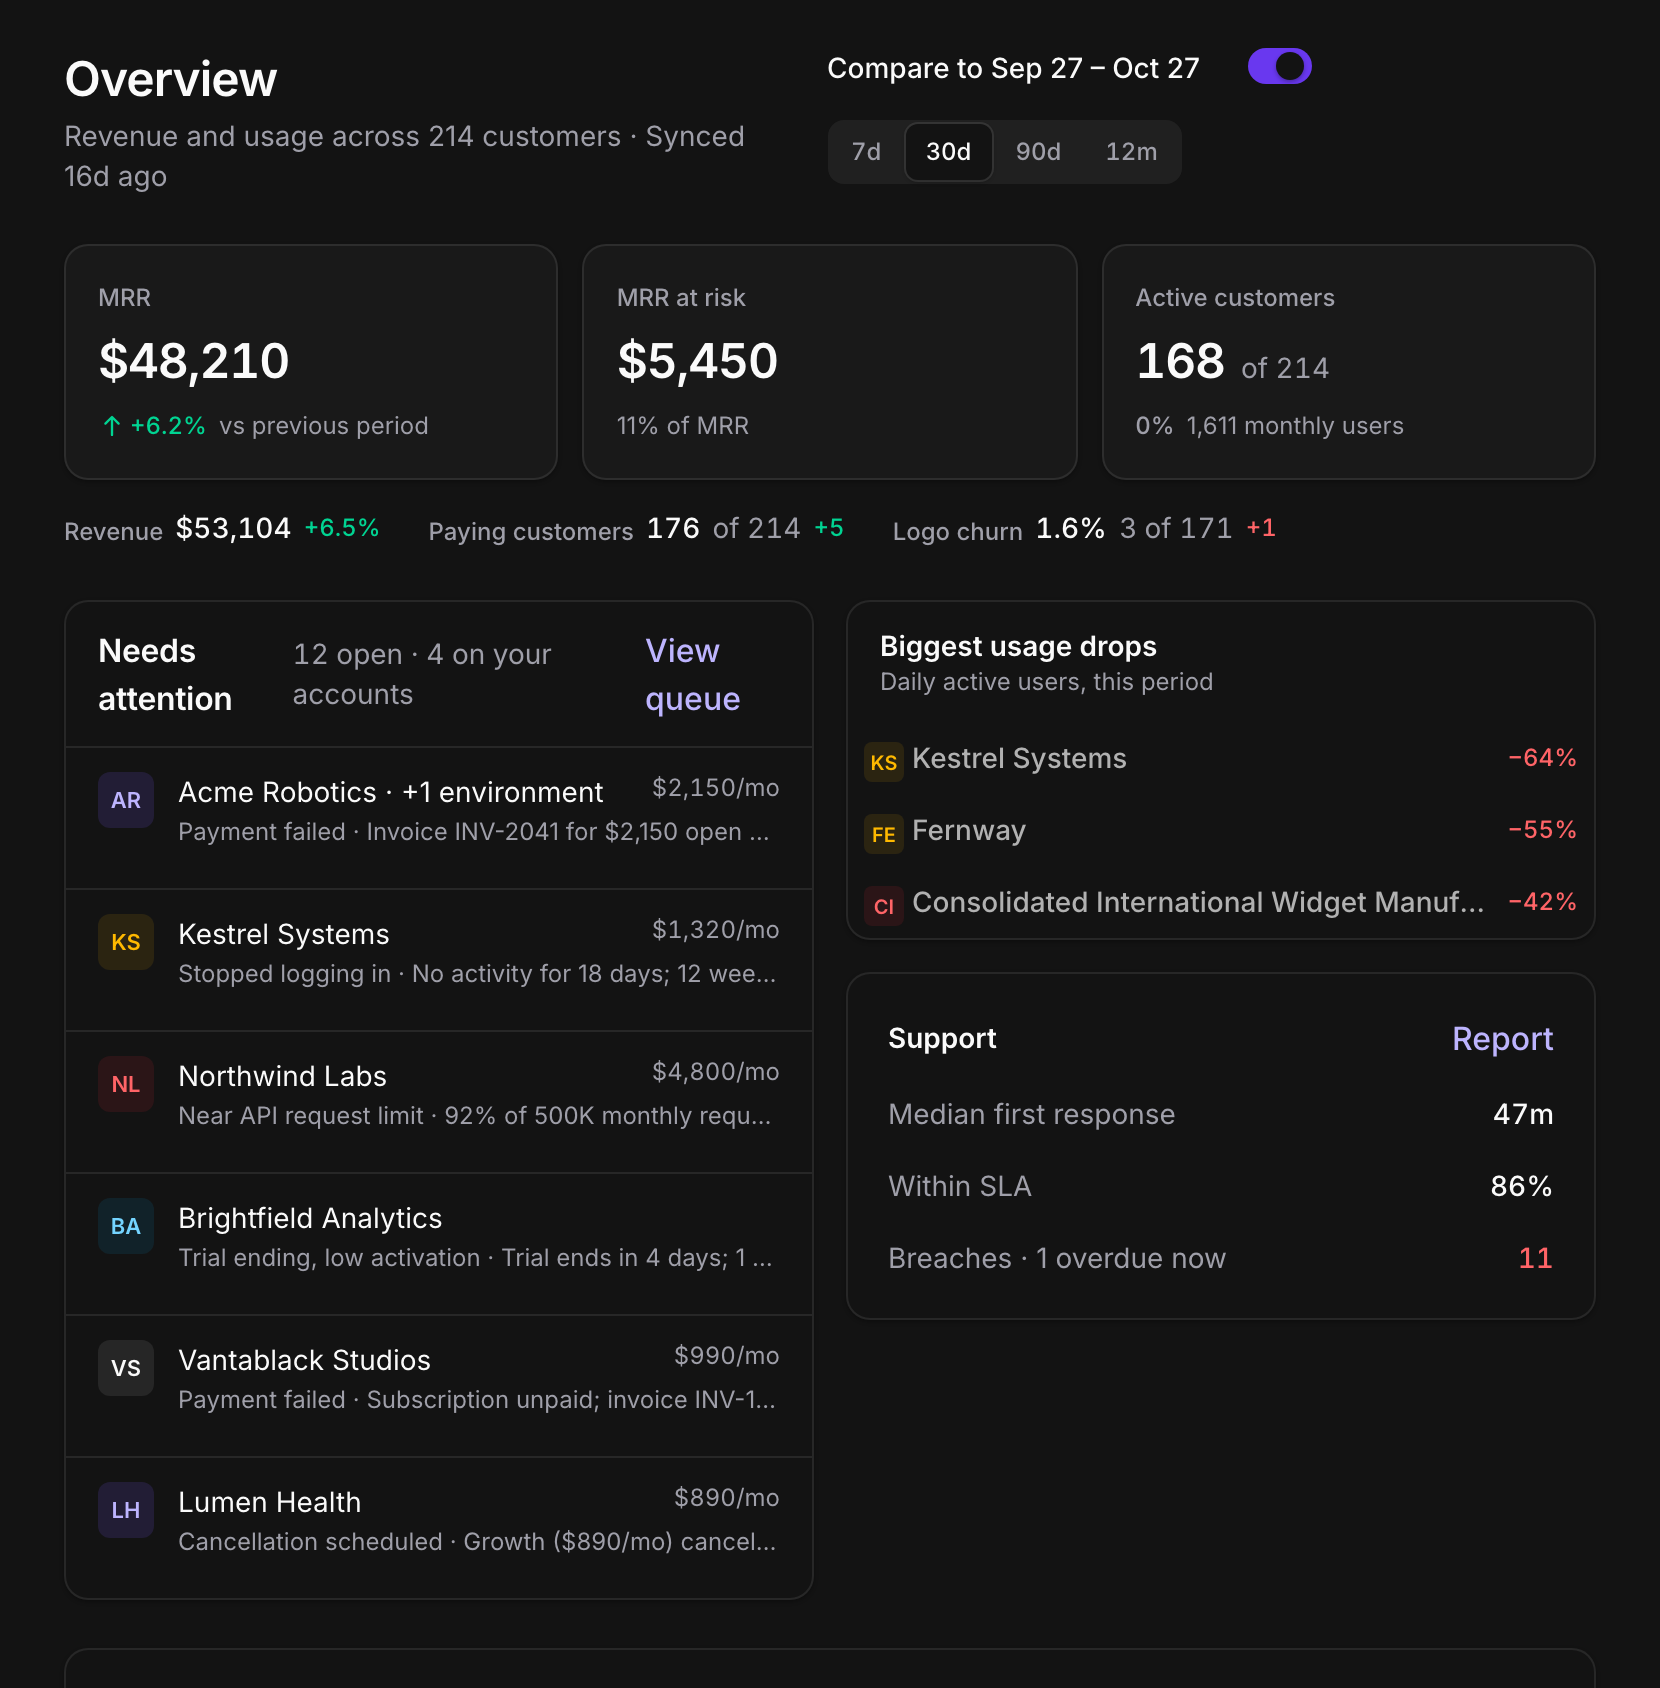 Overview
Revenue and usage across 214 customers · Synced
16d ago
Compare to Sep 27 – Oct 27
7d 30d 90d 12m
MRR
$48,210
↑ +6.2% vs previous period
MRR at risk
$5,450
11% of MRR
Active customers
168 of 214
0% 1,611 monthly users
Revenue $53,104 +6.5% Paying customers 176 of 214 +5 Logo churn 1.6% 3 of 171 +1
Needs
attention
12 open · 4 on your
accounts
View
queue
AR Acme Robotics · +1 environment $2,150/mo
Payment failed · Invoice INV-2041 for $2,150 open ...
KS Kestrel Systems $1,320/mo
Stopped logging in · No activity for 18 days; 12 wee...
NL Northwind Labs $4,800/mo
Near API request limit · 92% of 500K monthly requ...
BA Brightfield Analytics
Trial ending, low activation · Trial ends in 4 days; 1 ...
VS Vantablack Studios $990/mo
Payment failed · Subscription unpaid; invoice INV-1...
LH Lumen Health $890/mo
Cancellation scheduled · Growth ($890/mo) cancel...
Biggest usage drops
Daily active users, this period
KS Kestrel Systems −64%
FE Fernway −55%
CI Consolidated International Widget Manuf... −42%
Support Report
Median first response 47m
Within SLA 86%
Breaches · 1 overdue now 11